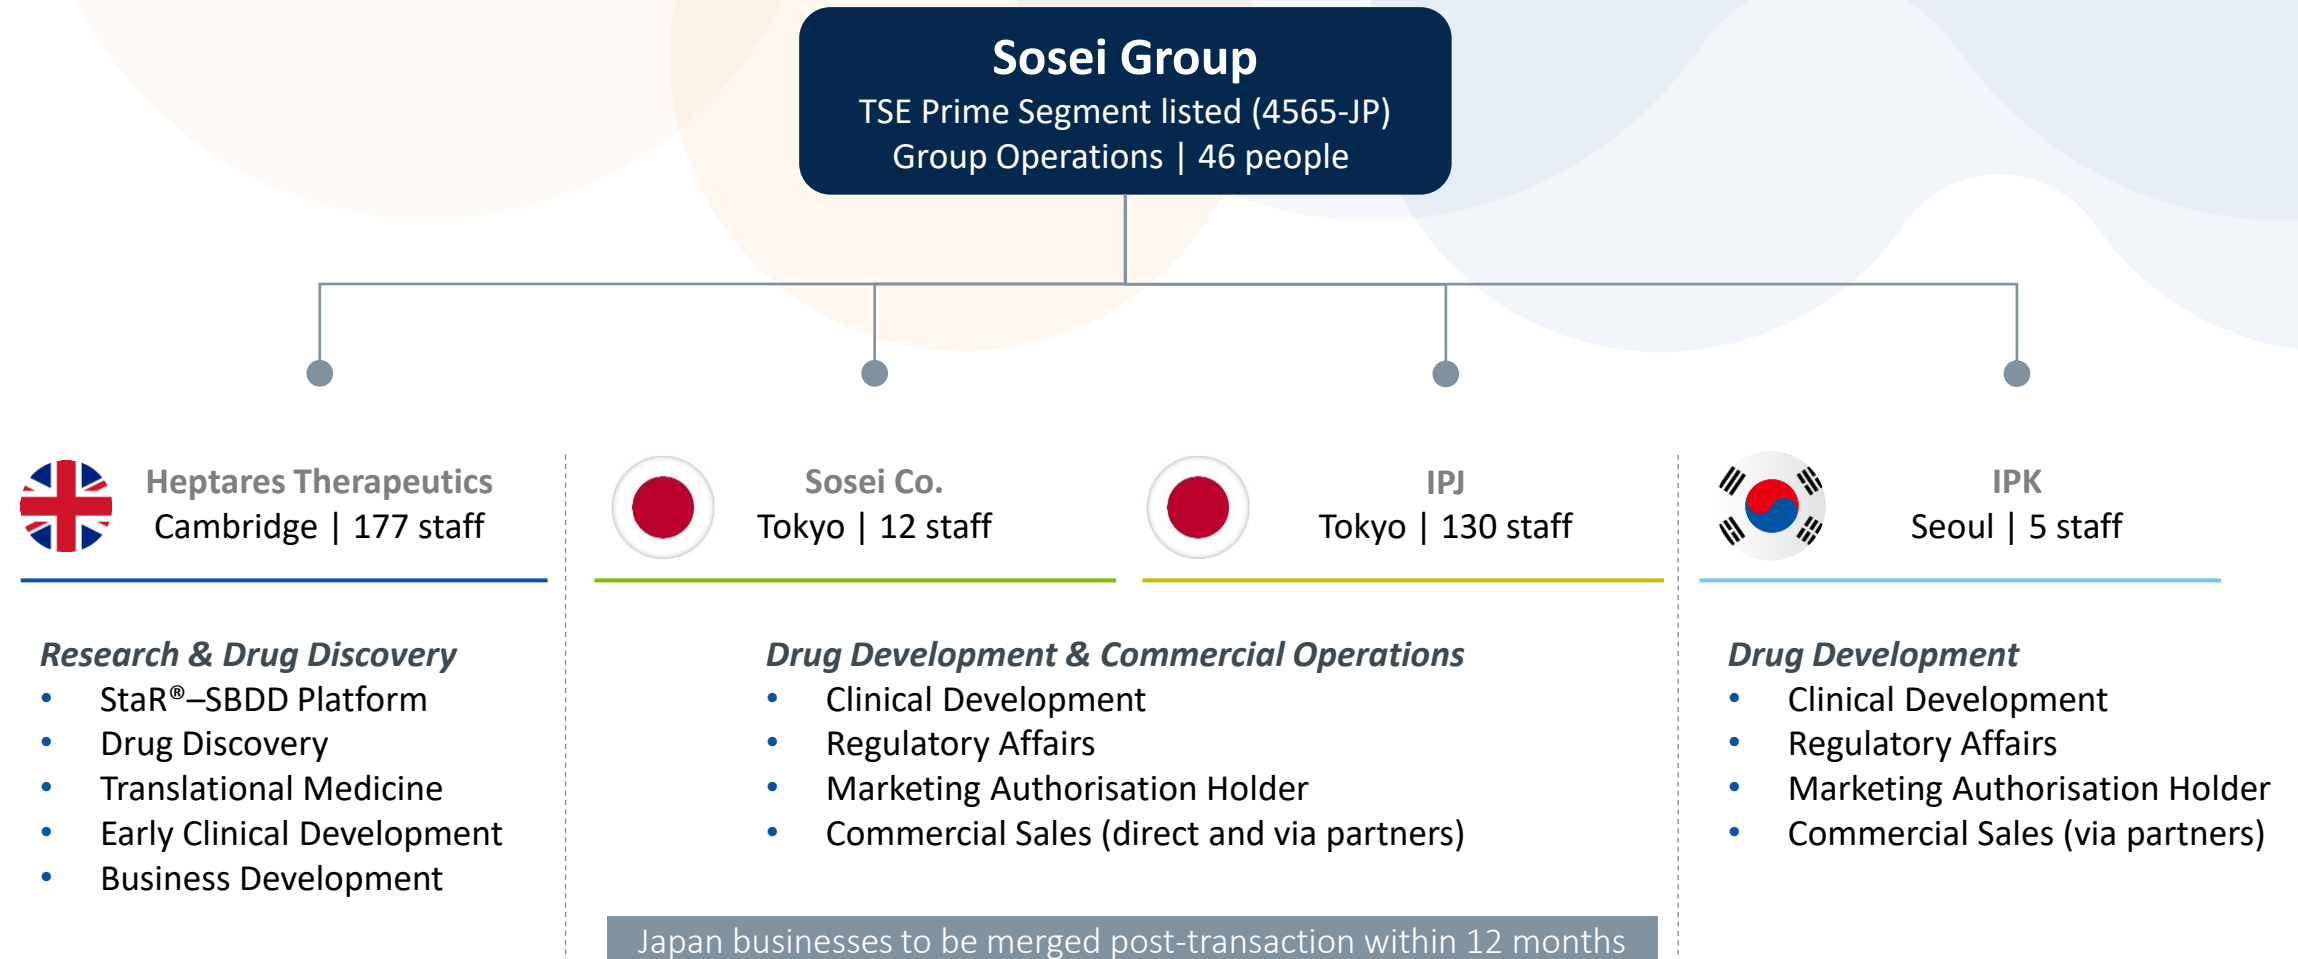 Sosei Group
TSE Prime Segment listed (4565-JP)
Group Operations | 46 people
Heptares Therapeutics
Cambridge | 177 staff
Sosei Co.
Tokyo | 12 staff
IPJ
Tokyo | 130 staff
IPK
Seoul | 5 staff
Research & Drug Discovery
• StaR®–SBDD Platform
• Drug Discovery
• Translational Medicine
• Early Clinical Development
• Business Development
Drug Development & Commercial Operations
• Clinical Development
• Regulatory Affairs
• Marketing Authorisation Holder
• Commercial Sales (direct and via partners)
Drug Development
• Clinical Development
• Regulatory Affairs
• Marketing Authorisation Holder
• Commercial Sales (via partners)
Japan businesses to be merged post-transaction within 12 months